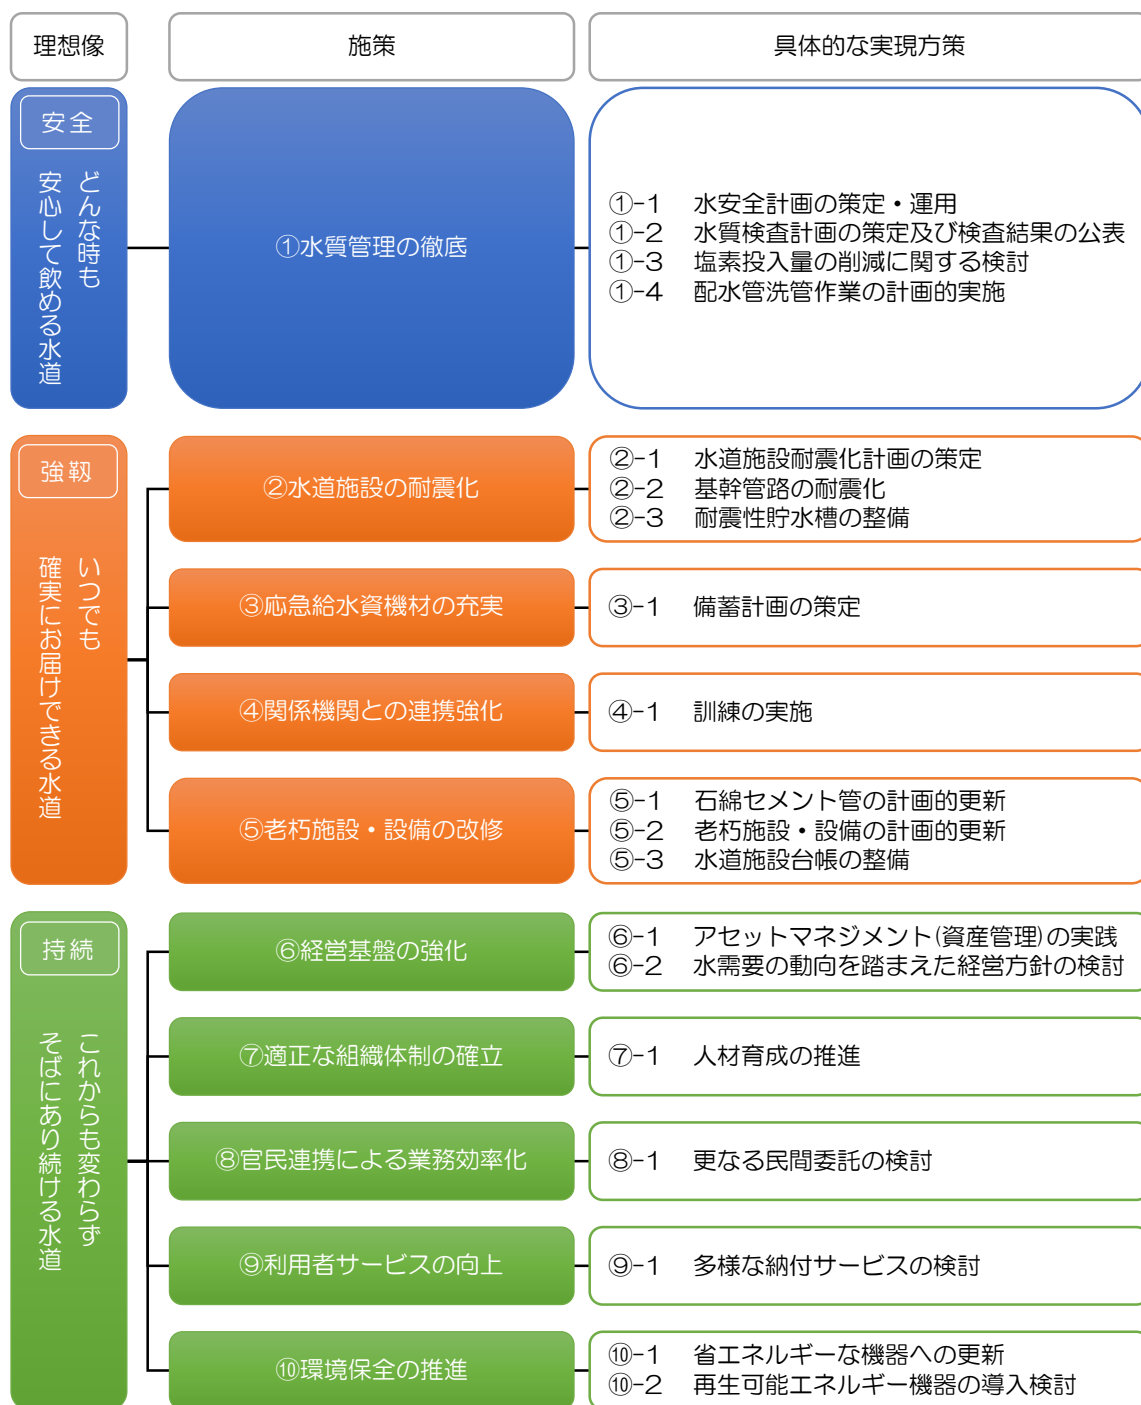 理想像
施策
具体的な実現方策
安全
どんな時も
安心して飲める水道
①水質管理の徹底
①-1 水安全計画の策定・運用
①-2 水質検査計画の策定及び検査結果の公表
①-3 塩素投入量の削減に関する検討
①-4 配水管洗管作業の計画的実施
強靱
いつでも
確実にお届けできる水道
②水道施設の耐震化
②-1 水道施設耐震化計画の策定
②-2 基幹管路の耐震化
②-3 耐震性貯水槽の整備
③応急給水資機材の充実
③-1 備蓄計画の策定
④関係機関との連携強化
④-1 訓練の実施
⑤老朽施設・設備の改修
⑤-1 石綿セメント管の計画的更新
⑤-2 老朽施設・設備の計画的更新
⑤-3 水道施設台帳の整備
持続
これからも変わらず
そばにあり続ける水道
⑥経営基盤の強化
⑥-1 アセットマネジメント(資産管理)の実践
⑥-2 水需要の動向を踏まえた経営方針の検討
⑦適正な組織体制の確立
⑦-1 人材育成の推進
⑧官民連携による業務効率化
⑧-1 更なる民間委託の検討
⑨利用者サービスの向上
⑨-1 多様な納付サービスの検討
⑩環境保全の推進
⑩-1 省エネルギーな機器への更新
⑩-2 再生可能エネルギー機器の導入検討